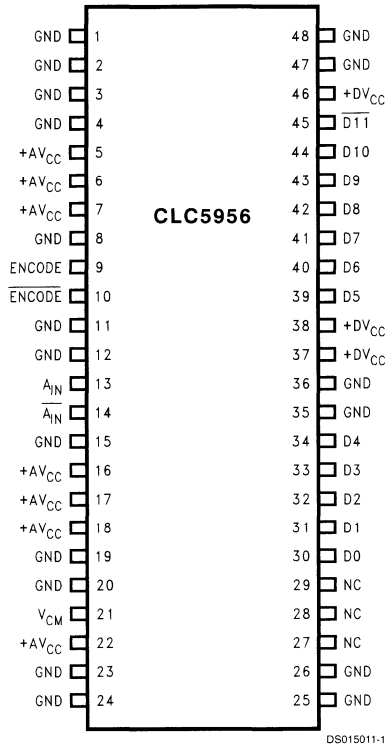 GND 1 48 GND
GND 2 47 GND
GND 3 46 +DVCC
GND 4 45 D̅1̅1̅
+AVCC 5 44 D10
+AVCC 6 43 D9
+AVCC 7 42 D8
CLC5956
GND 8 41 D7
ENCODE 9 40 D6
E̅N̅C̅O̅D̅E̅ 10 39 D5
GND 11 38 +DVCC
GND 12 37 +DVCC
AIN 13 36 GND
A̅I̅N̅ 14 35 GND
GND 15 34 D4
+AVCC 16 33 D3
+AVCC 17 32 D2
+AVCC 18 31 D1
GND 19 30 D0
GND 20 29 NC
VCM 21 28 NC
+AVCC 22 27 NC
GND 23 26 GND
GND 24 25 GND
DS015011-1